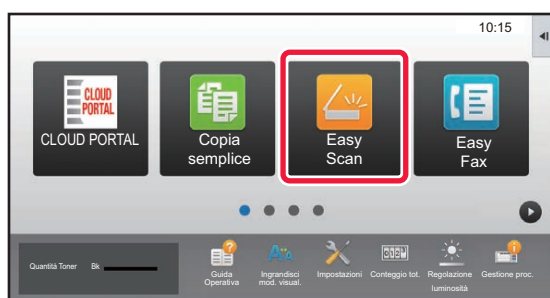 10:15
CLOUD
PORTAL
CLOUD PORTAL
Copia
semplice
Easy
Scan
Easy
Fax
Quantità Toner Bk
Guida
Operativa
Ingrandisci
mod. visual.
Impostazioni
Conteggio tot.
Regolazione
luminosità
Gestione proc.